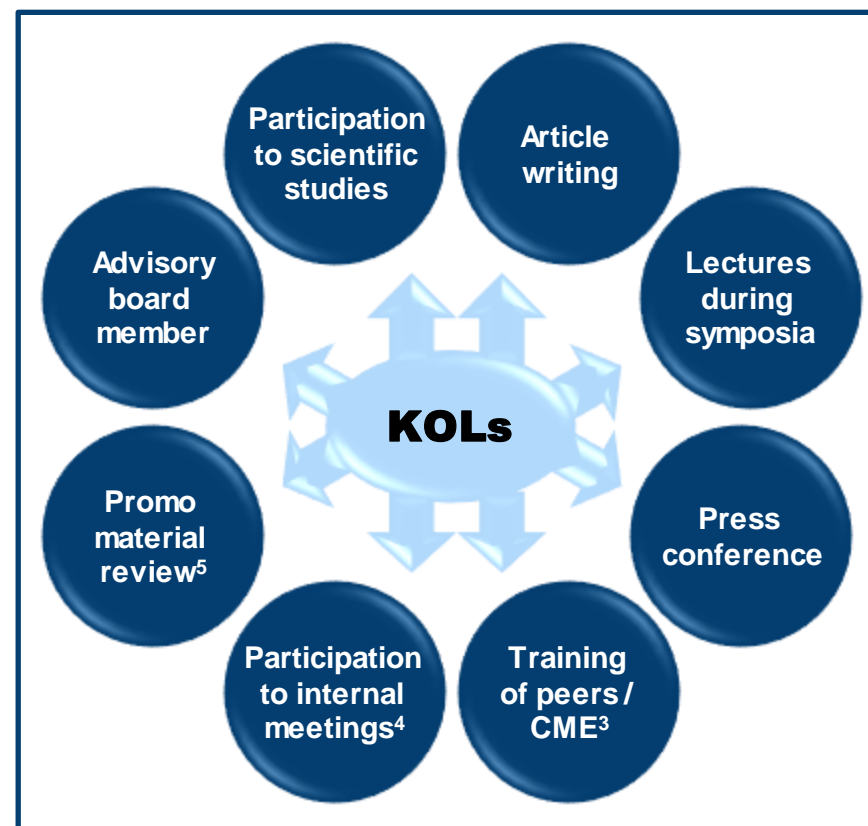 Participation
to scientific
studies
Article
writing
Advisory
board
member
Lectures
during
symposia
KOLs
Promo
material
review⁵
Press
conference
Participation
to internal
meetings⁴
Training
of peers /
CME³